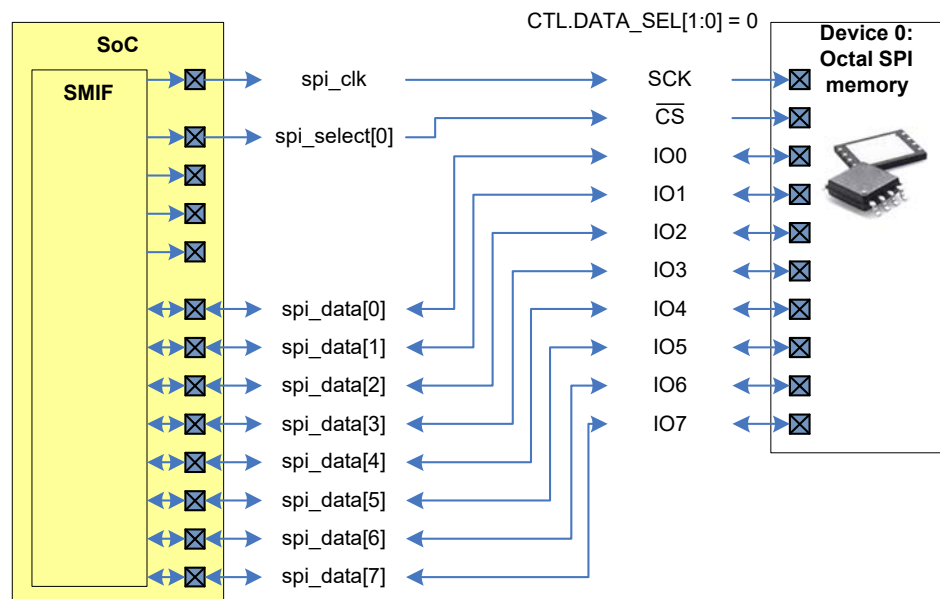 CTL.DATA_SEL[1:0] = 0
SoC
SMIF
Device 0:
Octal SPI
memory
spi_clk
SCK
spi_select[0]
C̅S̅
IO0
IO1
IO2
IO3
spi_data[0]
IO4
spi_data[1]
IO5
spi_data[2]
IO6
spi_data[3]
IO7
spi_data[4]
spi_data[5]
spi_data[6]
spi_data[7]